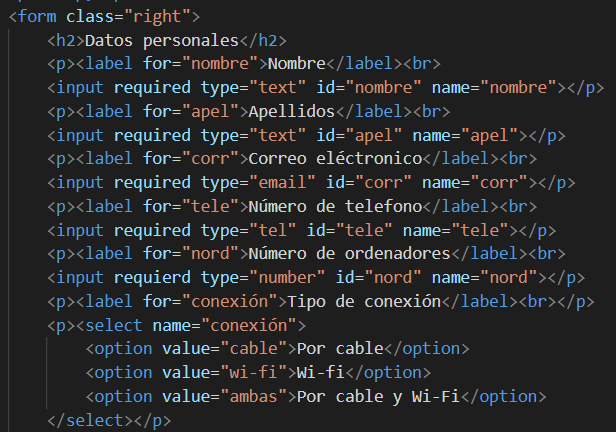 <form class="right">
<h2>Datos personales</h2>
<p><label for="nombre">Nombre</label><br>
<input required type="text" id="nombre" name="nombre"></p>
<p><label for="apel">Apellidos</label><br>
<input required type="text" id="apel" name="apel"></p>
<p><label for="corr">Correo eléctronico</label><br>
<input required type="email" id="corr" name="corr"></p>
<p><label for="tele">Número de telefono</label><br>
<input required type="tel" id="tele" name="tele"></p>
<p><label for="nord">Número de ordenadores</label><br>
<input requierd type="number" id="nord" name="nord"></p>
<p><label for="conexión">Tipo de conexión</label><br></p>
<p><select name="conexión">
<option value="cable">Por cable</option>
<option value="wi-fi">Wi-fi</option>
<option value="ambas">Por cable y Wi-Fi</option>
</select></p>